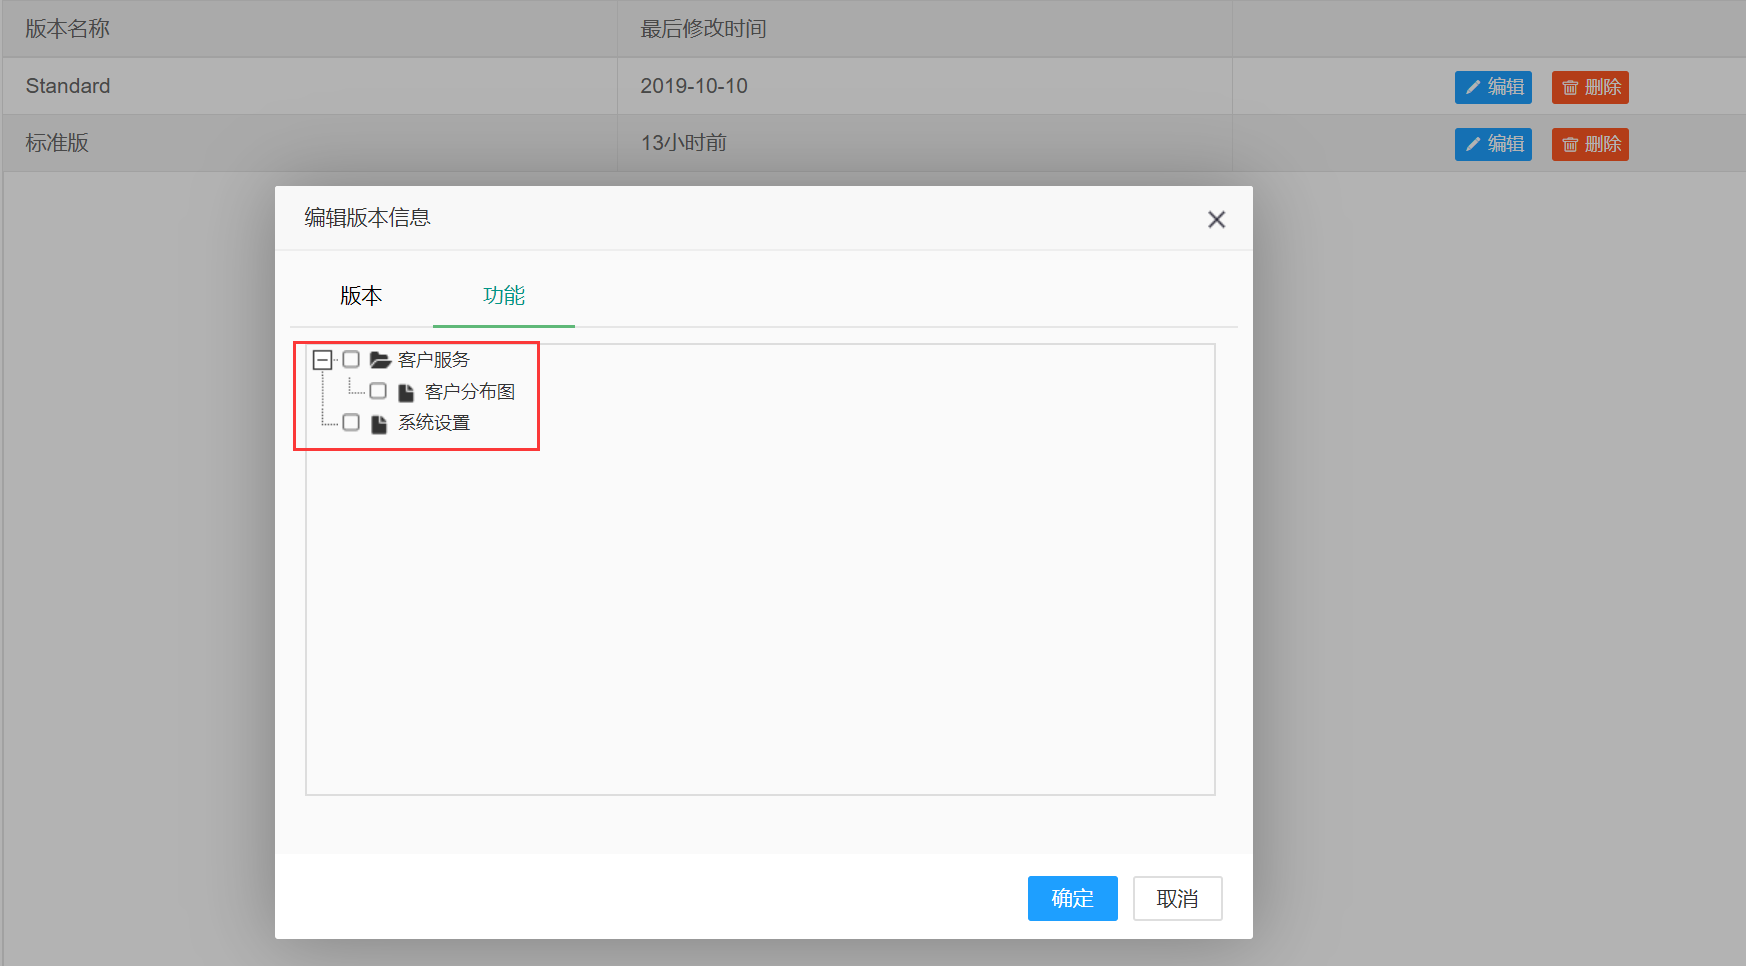 版本名称 最后修改时间
Standard 2019-10-10 编辑 删除
标准版 13小时前 编辑 删除
编辑版本信息
版本 功能
客户服务
客户分布图
系统设置
确定 取消